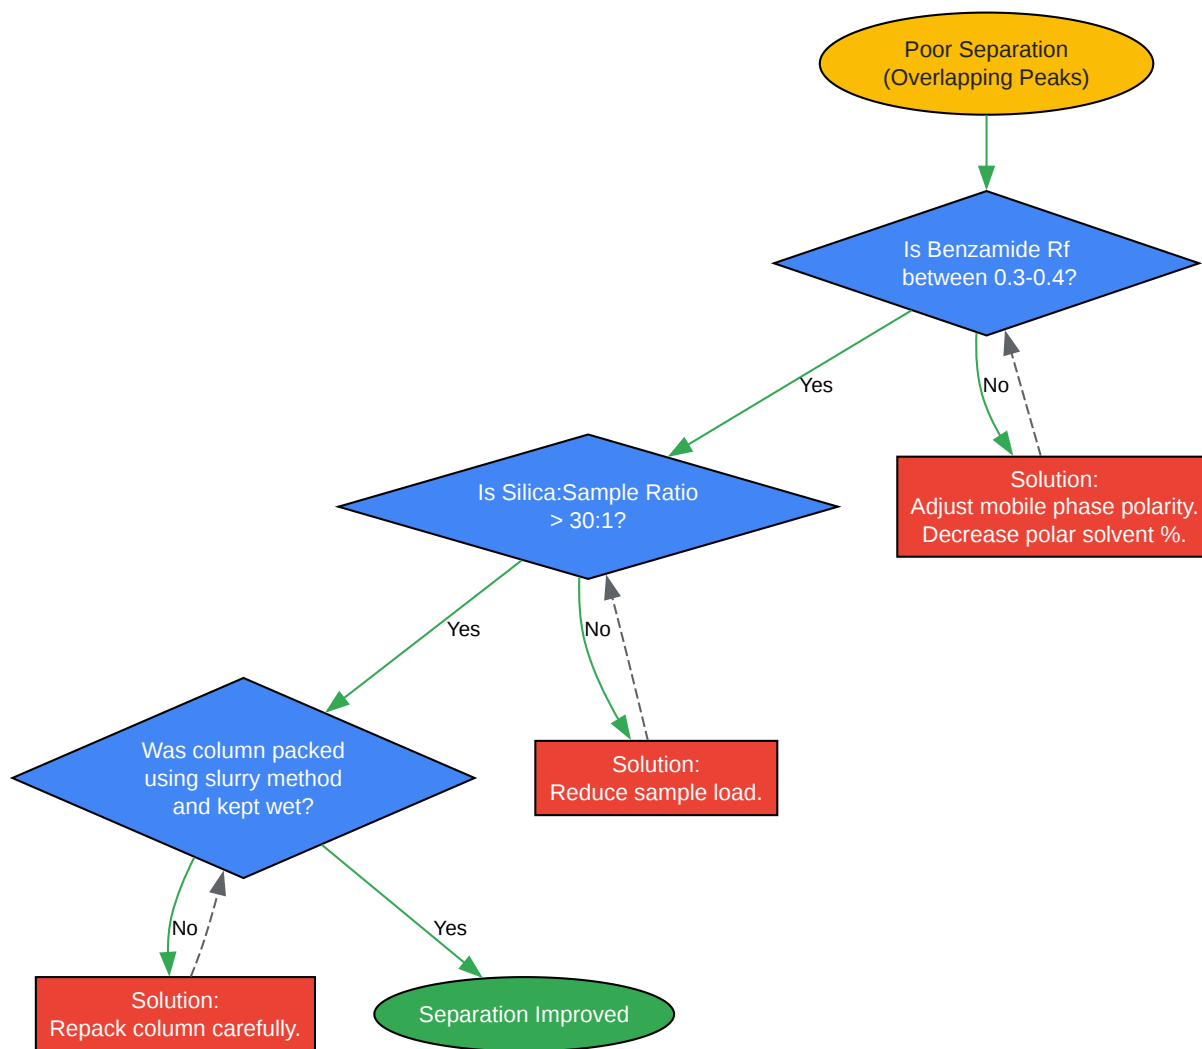 Poor Separation
(Overlapping Peaks)
Is Benzamide Rf
between 0.3-0.4?
Yes
No
Solution:
Adjust mobile phase polarity.
Decrease polar solvent %.
Is Silica:Sample Ratio
> 30:1?
Yes
No
Solution:
Reduce sample load.
Was column packed
using slurry method
and kept wet?
No
Yes
Solution:
Repack column carefully.
Separation Improved